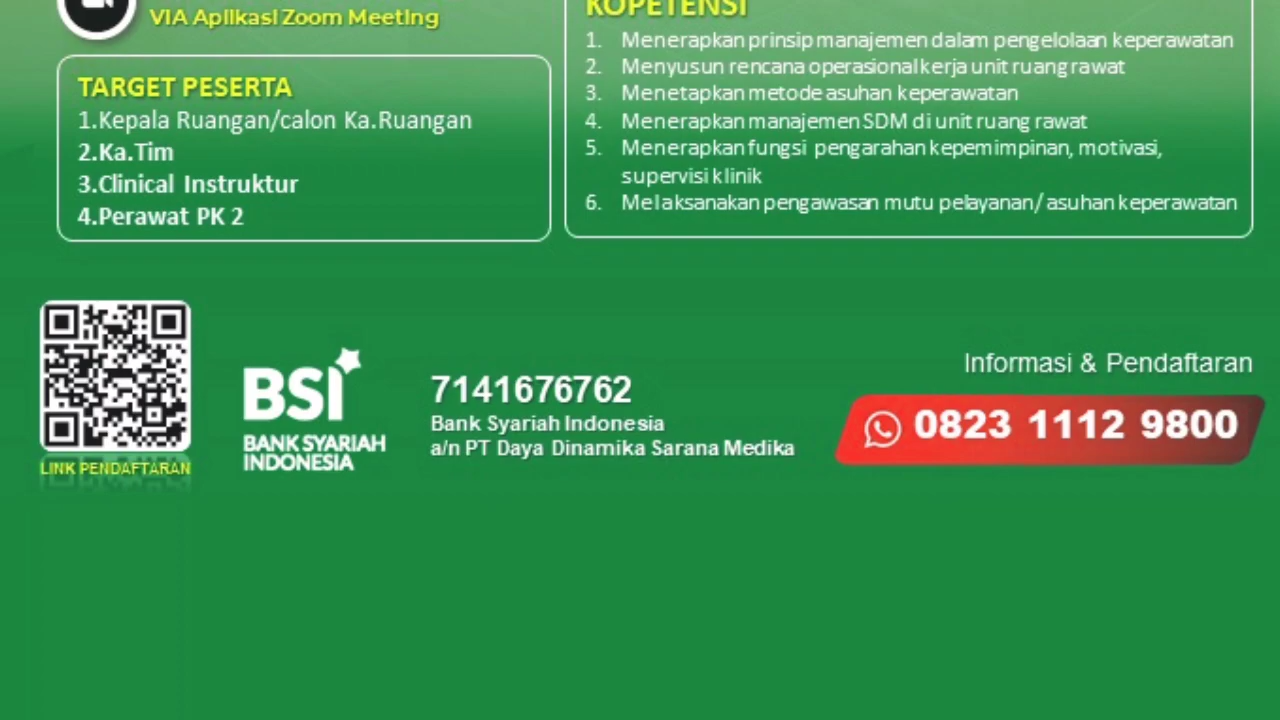 VIA Aplikasi Zoom Meeting
TARGET PESERTA
1.Kepala Ruangan/calon Ka.Ruangan
2.Ka.Tim
3.Clinical Instruktur
4.Perawat PK 2
KOPETENSI
1. Menerapkan prinsip manajemen dalam pengelolaan keperawatan
2. Menyusun rencana operasional kerja unit ruang rawat
3. Menetapkan metode asuhan keperawatan
4. Menerapkan manajemen SDM di unit ruang rawat
5. Menerapkan fungsi pengarahan kepemimpinan, motivasi,
supervisi klinik
6. Melaksanakan pengawasan mutu pelayanan/ asuhan keperawatan
LINK PENDAFTARAN
BSI
BANK SYARIAH
INDONESIA
7141676762
Bank Syariah Indonesia
a/n PT Daya Dinamika Sarana Medika
Informasi & Pendaftaran
0823 1112 9800